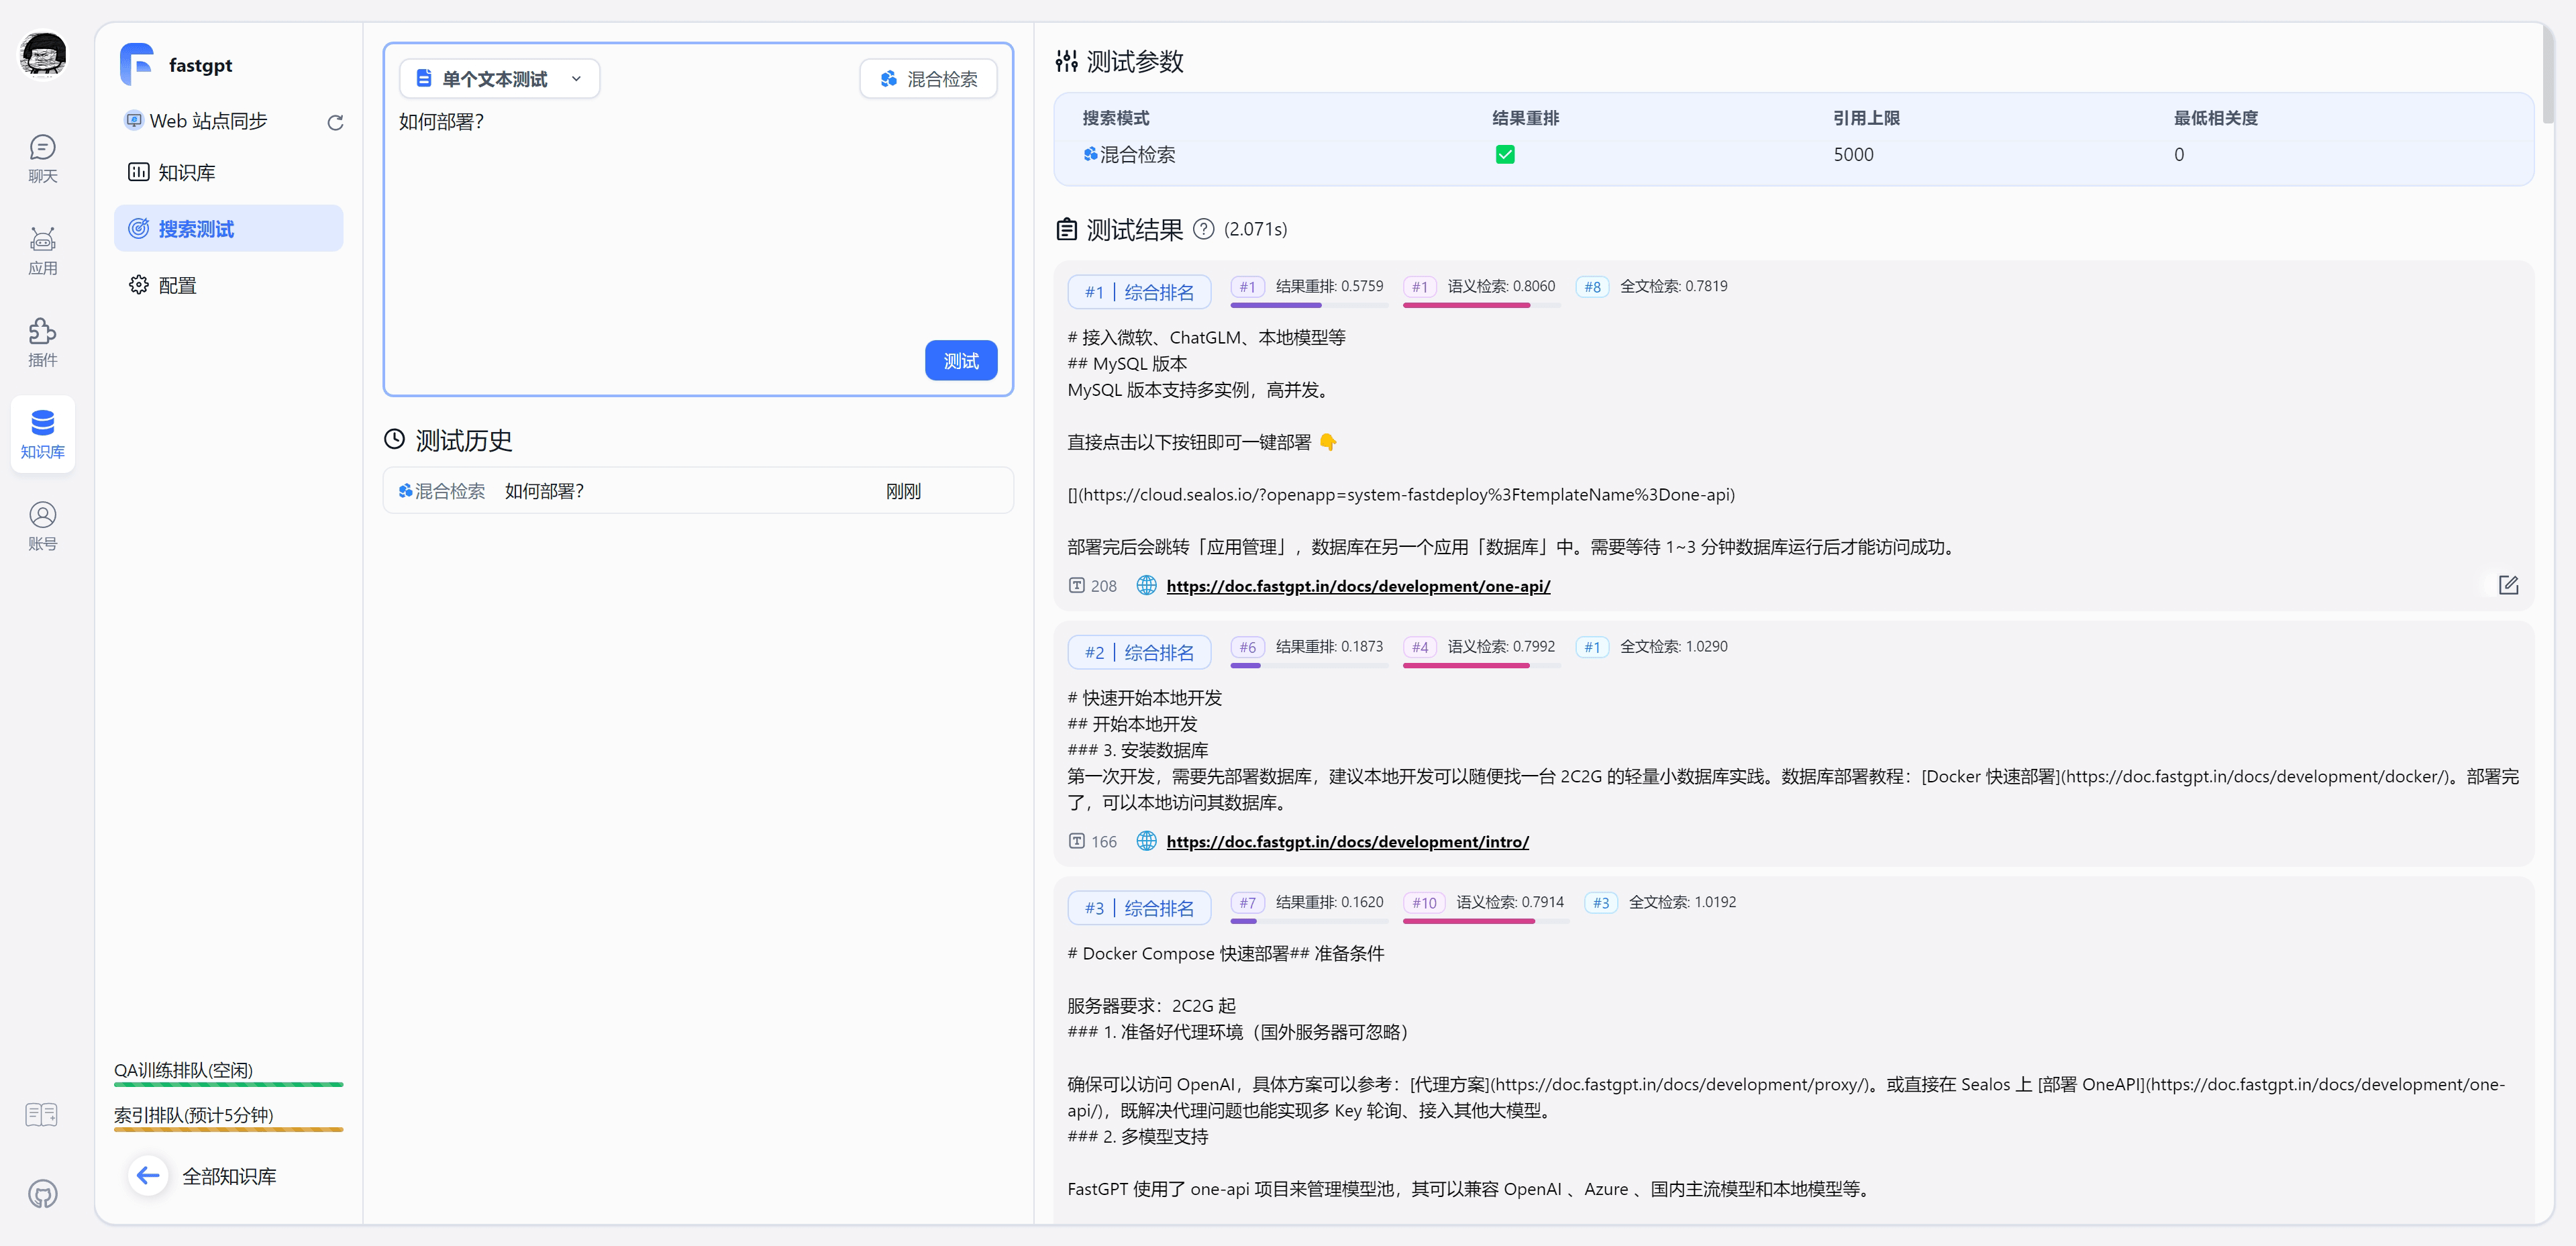 聊天
应用
插件
知识库
账号
fastgpt
Web 站点同步
知识库
搜索测试
配置
QA训练排队(空闲)
索引排队(预计5分钟)
全部知识库
单个文本测试
混合检索
如何部署?
测试
测试历史
混合检索 如何部署? 刚刚
测试参数
搜索模式 结果重排 引用上限 最低相关度
混合检索 5000 0
测试结果 (2.071s)
#1 | 综合排名 #1 结果重排: 0.5759 #1 语义检索: 0.8060 #8 全文检索: 0.7819
# 接入微软、ChatGLM、本地模型等
## MySQL 版本
MySQL 版本支持多实例，高并发。
直接点击以下按钮即可一键部署 👇
[](https://cloud.sealos.io/?openapp=system-fastdeploy%3FtemplateName%3Done-api)
部署完后会跳转「应用管理」，数据库在另一个应用「数据库」中。需要等待 1~3 分钟数据库运行后才能访问成功。
208 https://doc.fastgpt.in/docs/development/one-api/
#2 | 综合排名 #6 结果重排: 0.1873 #4 语义检索: 0.7992 #1 全文检索: 1.0290
# 快速开始本地开发
## 开始本地开发
### 3. 安装数据库
第一次开发，需要先部署数据库，建议本地开发可以随便找一台 2C2G 的轻量小数据库实践。数据库部署教程：[Docker 快速部署](https://doc.fastgpt.in/docs/development/docker/)。部署完
了，可以本地访问其数据库。
166 https://doc.fastgpt.in/docs/development/intro/
#3 | 综合排名 #7 结果重排: 0.1620 #10 语义检索: 0.7914 #3 全文检索: 1.0192
# Docker Compose 快速部署## 准备条件
服务器要求：2C2G 起
### 1. 准备好代理环境（国外服务器可忽略）
确保可以访问 OpenAI，具体方案可以参考：[代理方案](https://doc.fastgpt.in/docs/development/proxy/)。或直接在 Sealos 上 [部署 OneAPI](https://doc.fastgpt.in/docs/development/one-
api/)，既解决代理问题也能实现多 Key 轮询、接入其他大模型。
### 2. 多模型支持
FastGPT 使用了 one-api 项目来管理模型池，其可以兼容 OpenAI 、Azure 、国内主流模型和本地模型等。